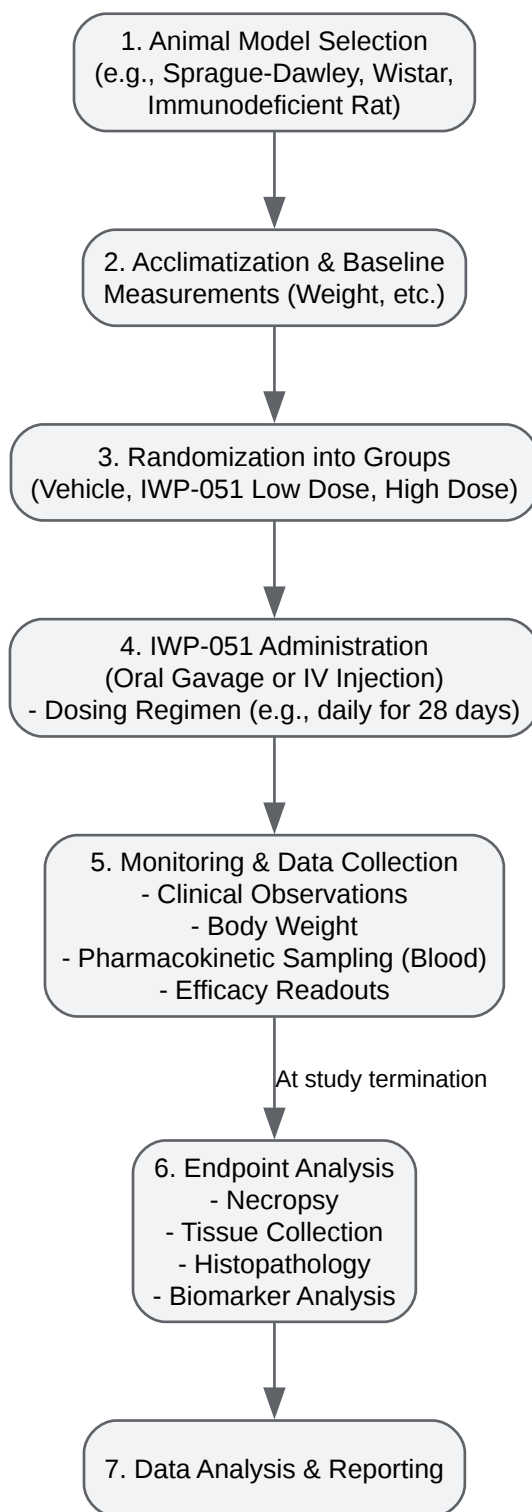 1. Animal Model Selection
(e.g., Sprague-Dawley, Wistar,
Immunodeficient Rat)
2. Acclimatization & Baseline
Measurements (Weight, etc.)
3. Randomization into Groups
(Vehicle, IWP-051 Low Dose, High Dose)
4. IWP-051 Administration
(Oral Gavage or IV Injection)
- Dosing Regimen (e.g., daily for 28 days)
5. Monitoring & Data Collection
- Clinical Observations
- Body Weight
- Pharmacokinetic Sampling (Blood)
- Efficacy Readouts
At study termination
6. Endpoint Analysis
- Necropsy
- Tissue Collection
- Histopathology
- Biomarker Analysis
7. Data Analysis & Reporting